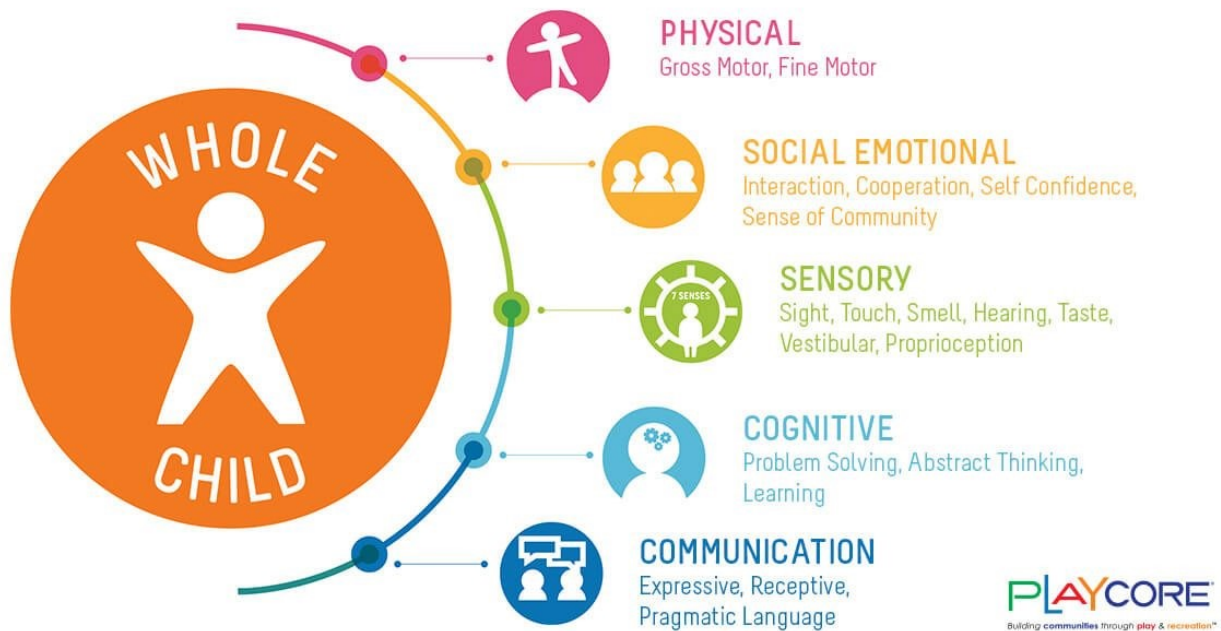 WHOLE
CHILD
PHYSICAL
Gross Motor, Fine Motor
SOCIAL EMOTIONAL
Interaction, Cooperation, Self Confidence,
Sense of Community
7 SENSES
SENSORY
Sight, Touch, Smell, Hearing, Taste,
Vestibular, Proprioception
COGNITIVE
Problem Solving, Abstract Thinking,
Learning
COMMUNICATION
Expressive, Receptive,
Pragmatic Language
PLAYCORE
Building communities through play & recreation™